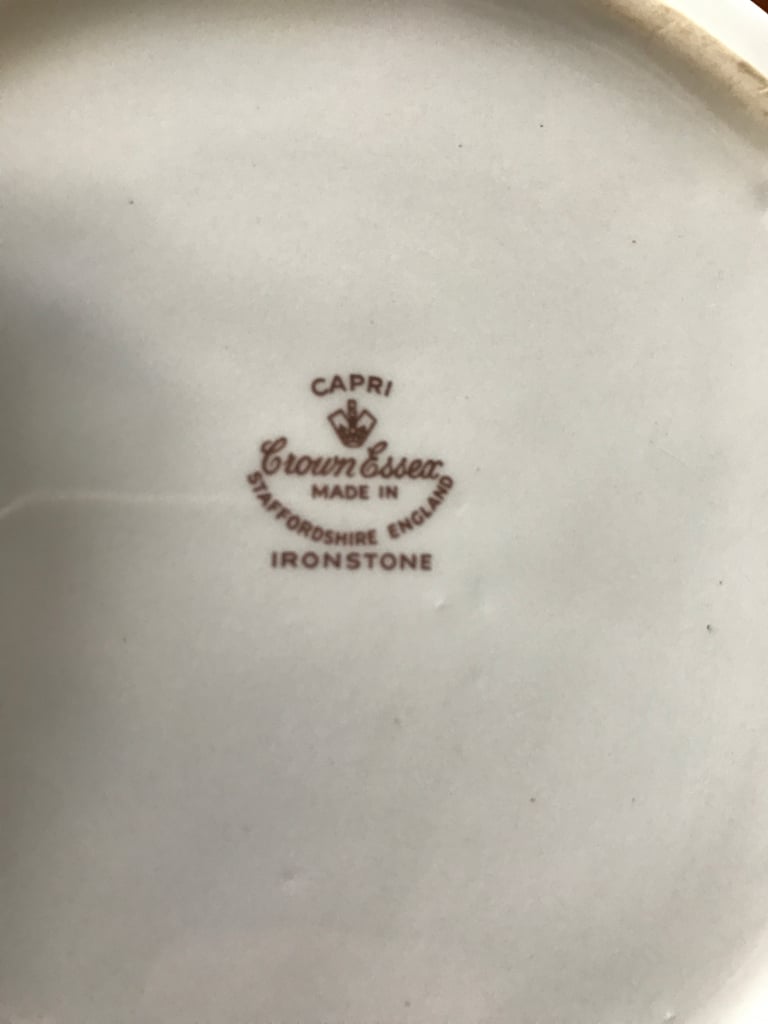 CAPRI
Crown Essex
MADE IN
STAFFORDSHIRE ENGLAND
IRONSTONE